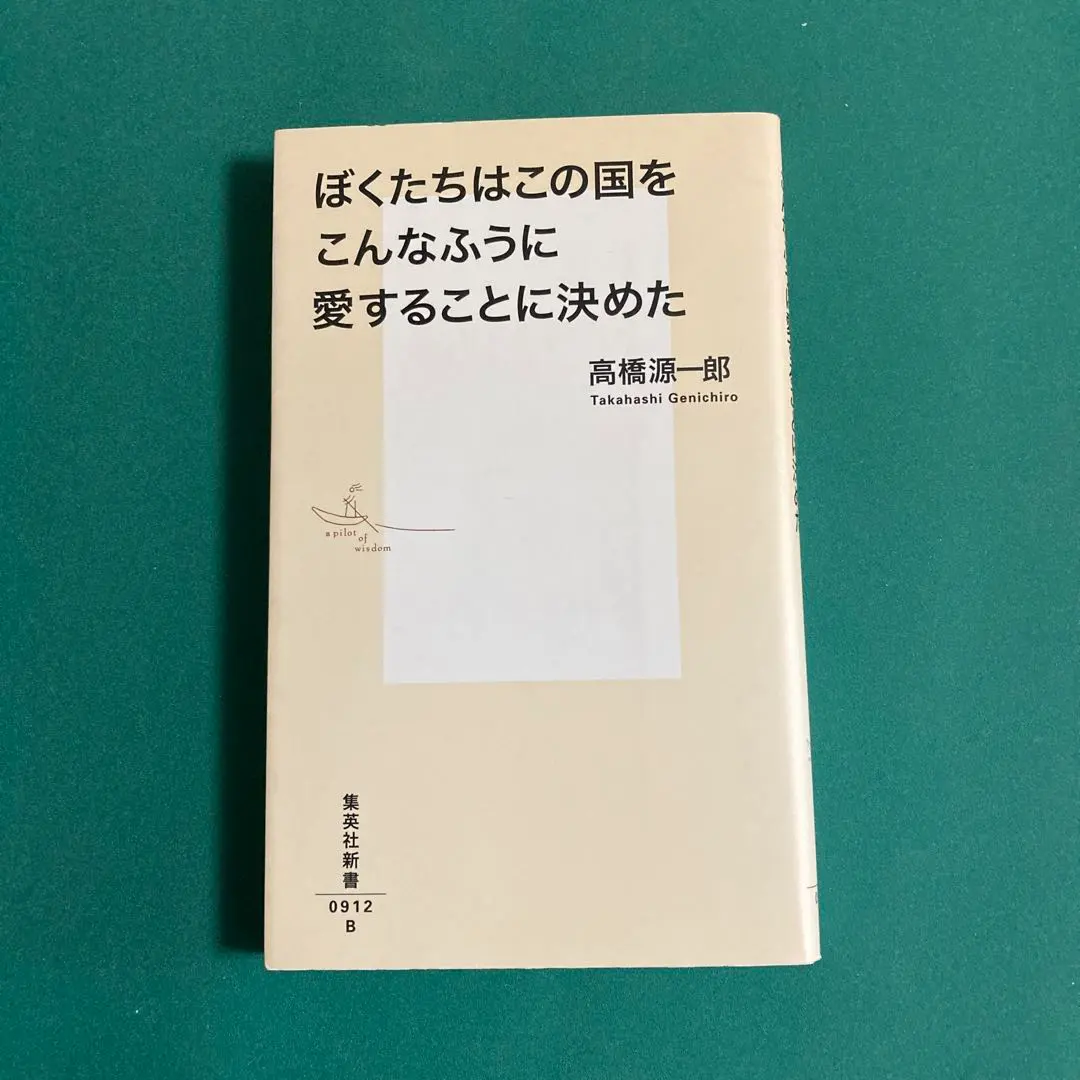 ぼくたちはこの国を
こんなふうに
愛することに決めた
高橋源一郎
Takahashi Genichiro
a pilot
of
wisdom
集英社新書
0912
B